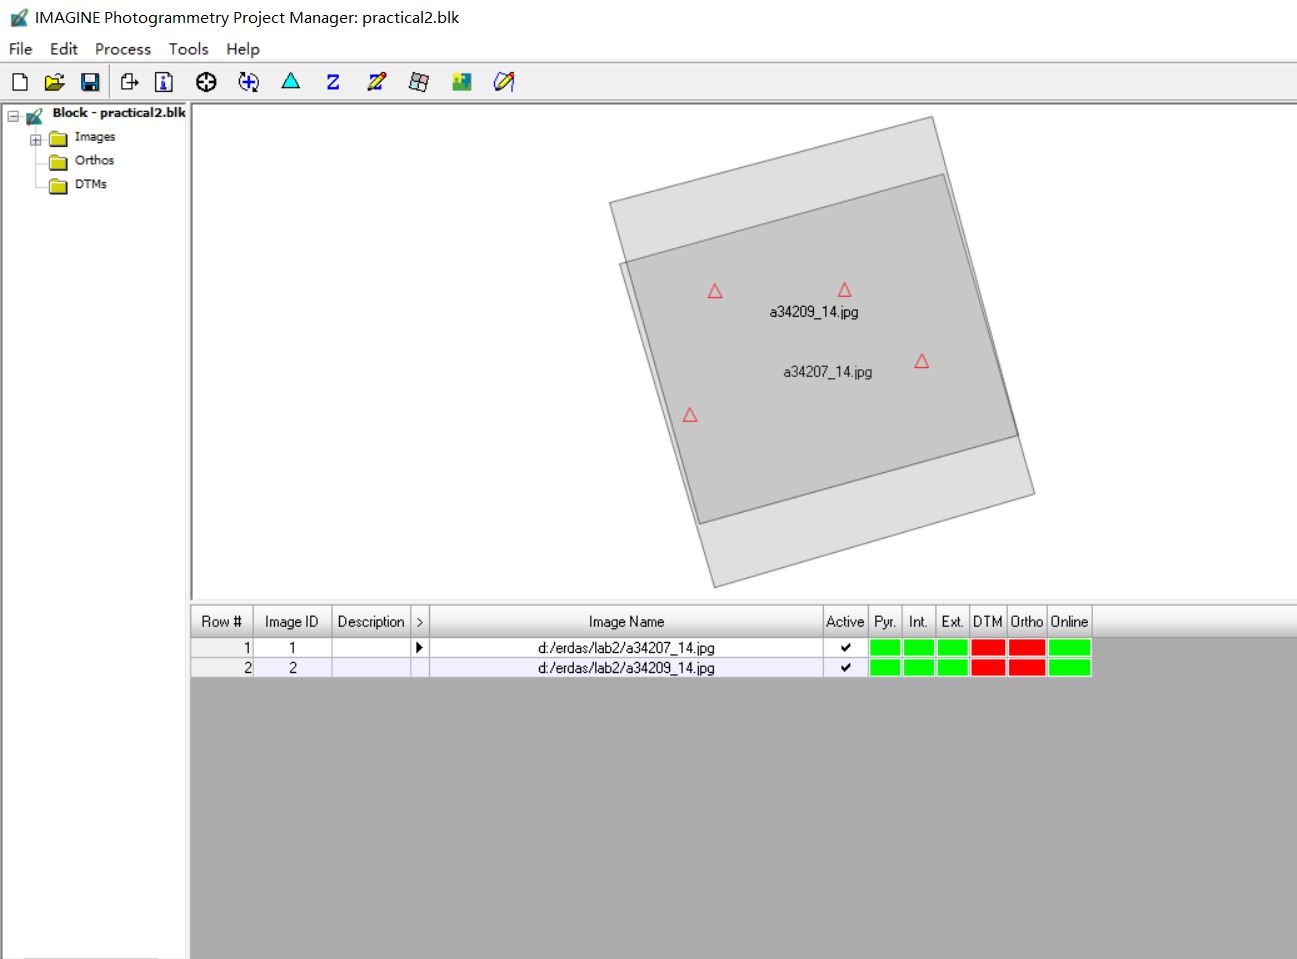 IMAGINE Photogrammetry Project Manager: practical2.blk
File Edit Process Tools Help
Block - practical2.blk
Images
Orthos
DTMs
a34209_14.jpg
a34207_14.jpg
Row # Image ID Description > Image Name Active Pyr. Int. Ext. DTM Ortho Online
1 1 d:/erdas/lab2/a34207_14.jpg
2 2 d:/erdas/lab2/a34209_14.jpg